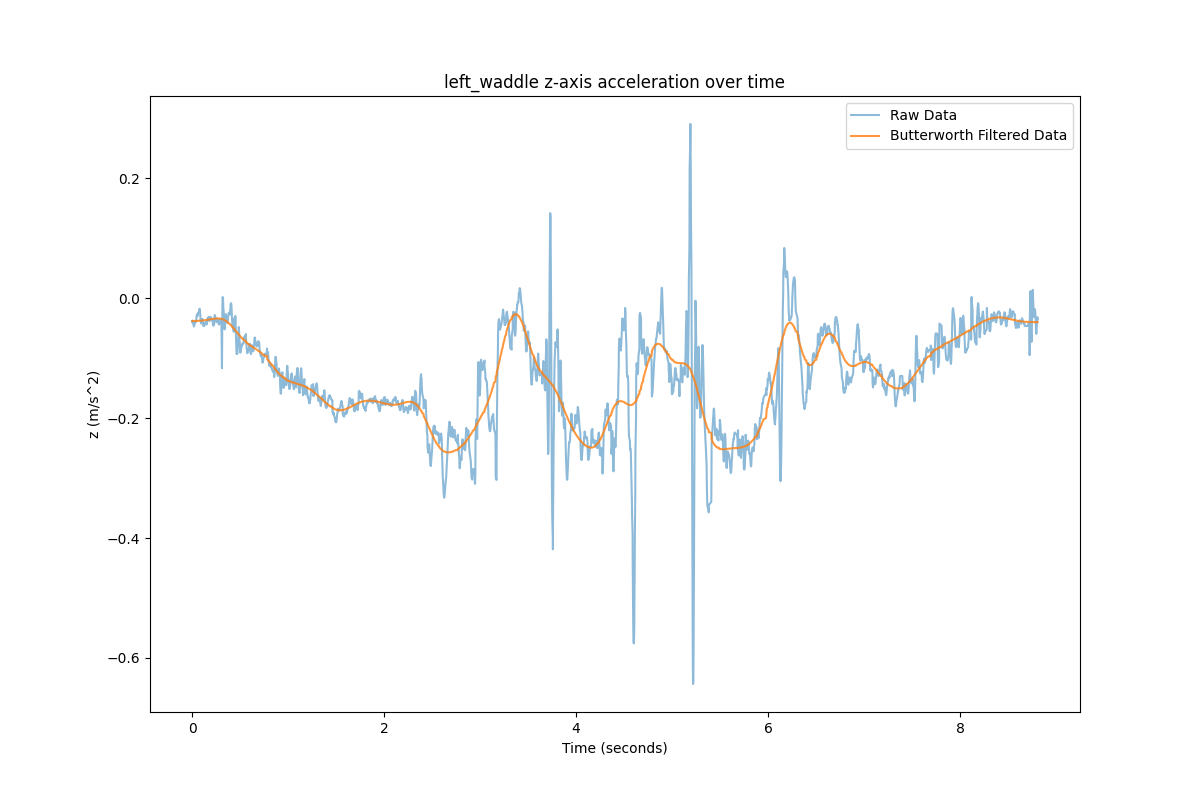 left_waddle z-axis acceleration over time
Raw Data
Butterworth Filtered Data
0.2
0.0
−0.2
−0.4
−0.6
z (m/s^2)
0 2 4 6 8
Time (seconds)